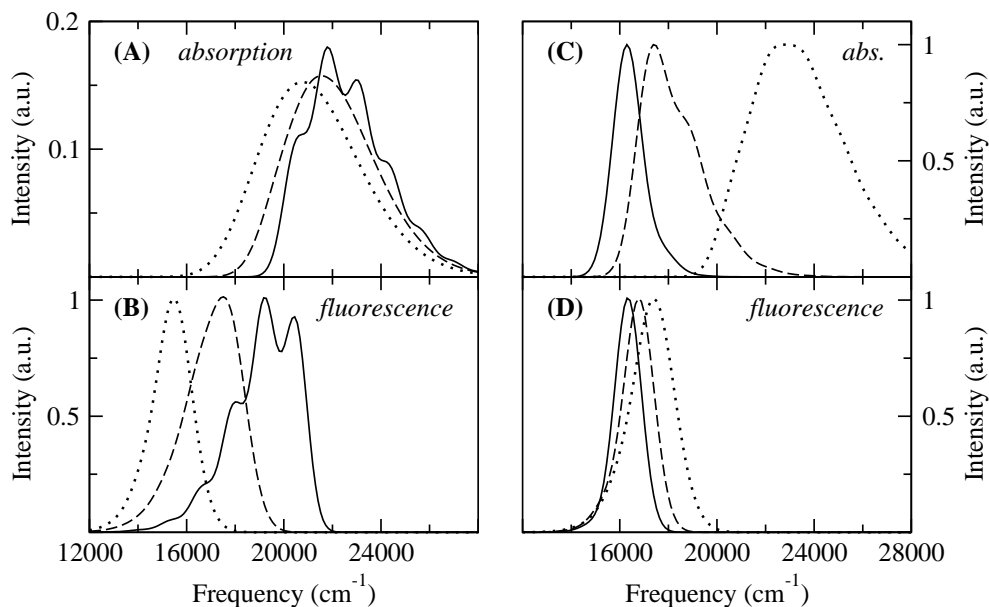 0.2
(A) absorption
0.1
Intensity (a.u.)
(C) abs.
1
0.5
Intensity (a.u.)
(B) fluorescence
1
0.5
Intensity (a.u.)
12000 16000 20000 24000
Frequency (cm⁻¹)
(D) fluorescence
1
0.5
Intensity (a.u.)
16000 20000 24000 28000
Frequency (cm⁻¹)